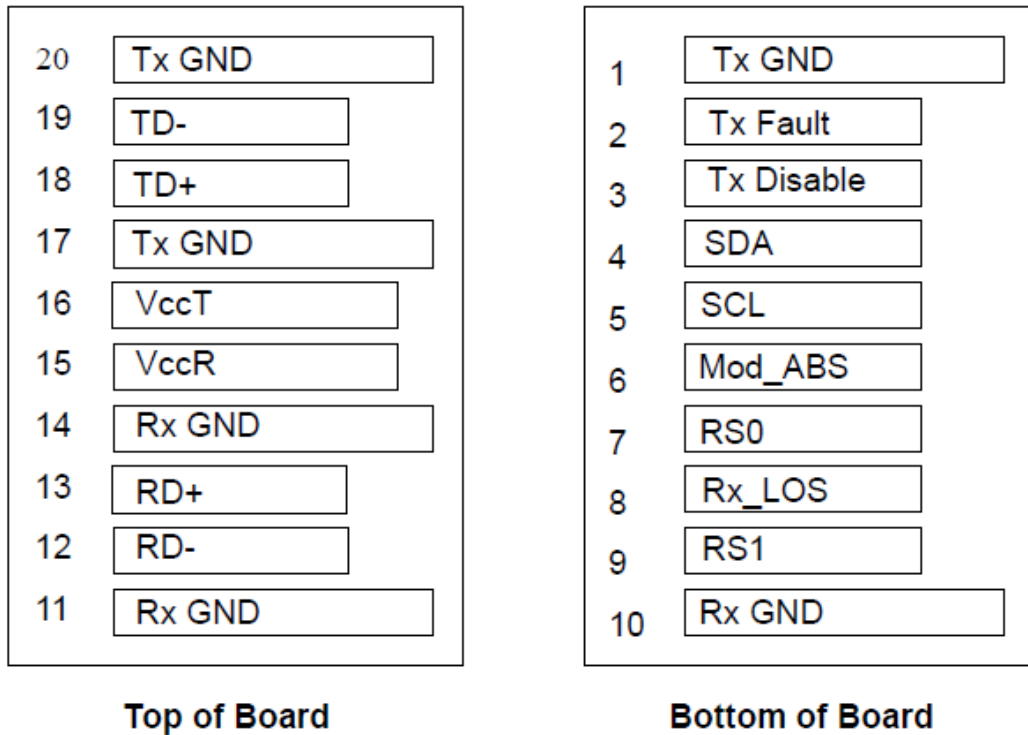 20 Tx GND
19 TD-
18 TD+
17 Tx GND
16 VccT
15 VccR
14 Rx GND
13 RD+
12 RD-
11 Rx GND
Top of Board
1 Tx GND
2 Tx Fault
3 Tx Disable
4 SDA
5 SCL
6 Mod_ABS
7 RS0
8 Rx_LOS
9 RS1
10 Rx GND
Bottom of Board